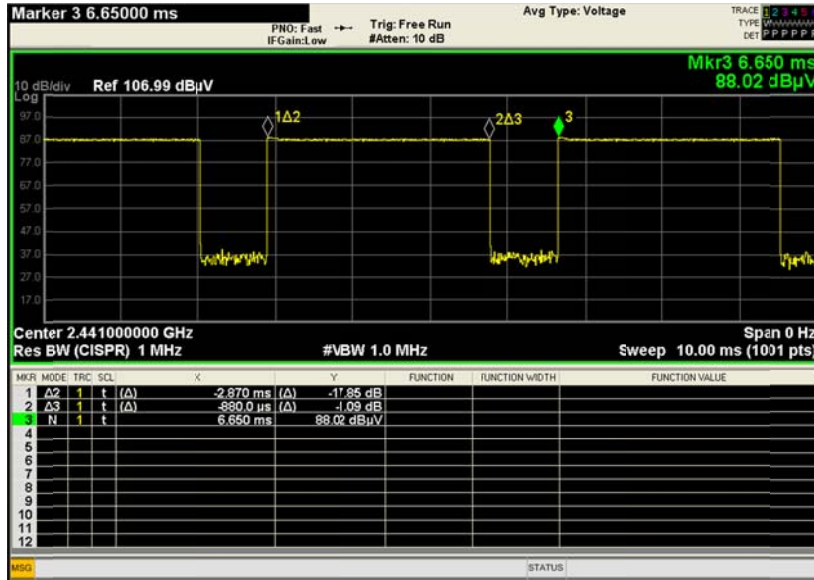 Marker 3 6.65000 ms
PNO: Fast
IFGain:Low
Trig: Free Run
#Atten: 10 dB
Avg Type: Voltage
TRACE 1 2 3 4 5
TYPE
DET P P P P P
Mkr3 6.650 ms
88.02 dBµV
10 dB/div Ref 106.99 dBµV
Log
97.0
87.0
77.0
67.0
57.0
47.0
37.0
27.0
17.0
1Δ2
2Δ3
3
Center 2.441000000 GHz
Span 0 Hz
Res BW (CISPR) 1 MHz
#VBW 1.0 MHz
Sweep 10.00 ms (1001 pts)
MKR MODE TRC SCL X Y FUNCTION FUNCTION WIDTH FUNCTION VALUE
1 Δ2 1 t (Δ) -2.870 ms (Δ) -17.85 dB
2 Δ3 1 t (Δ) -880.0 µs (Δ) -1.09 dB
3 N 1 t 6.650 ms 88.02 dBµV
4
5
6
7
8
9
10
11
12
MSG
STATUS